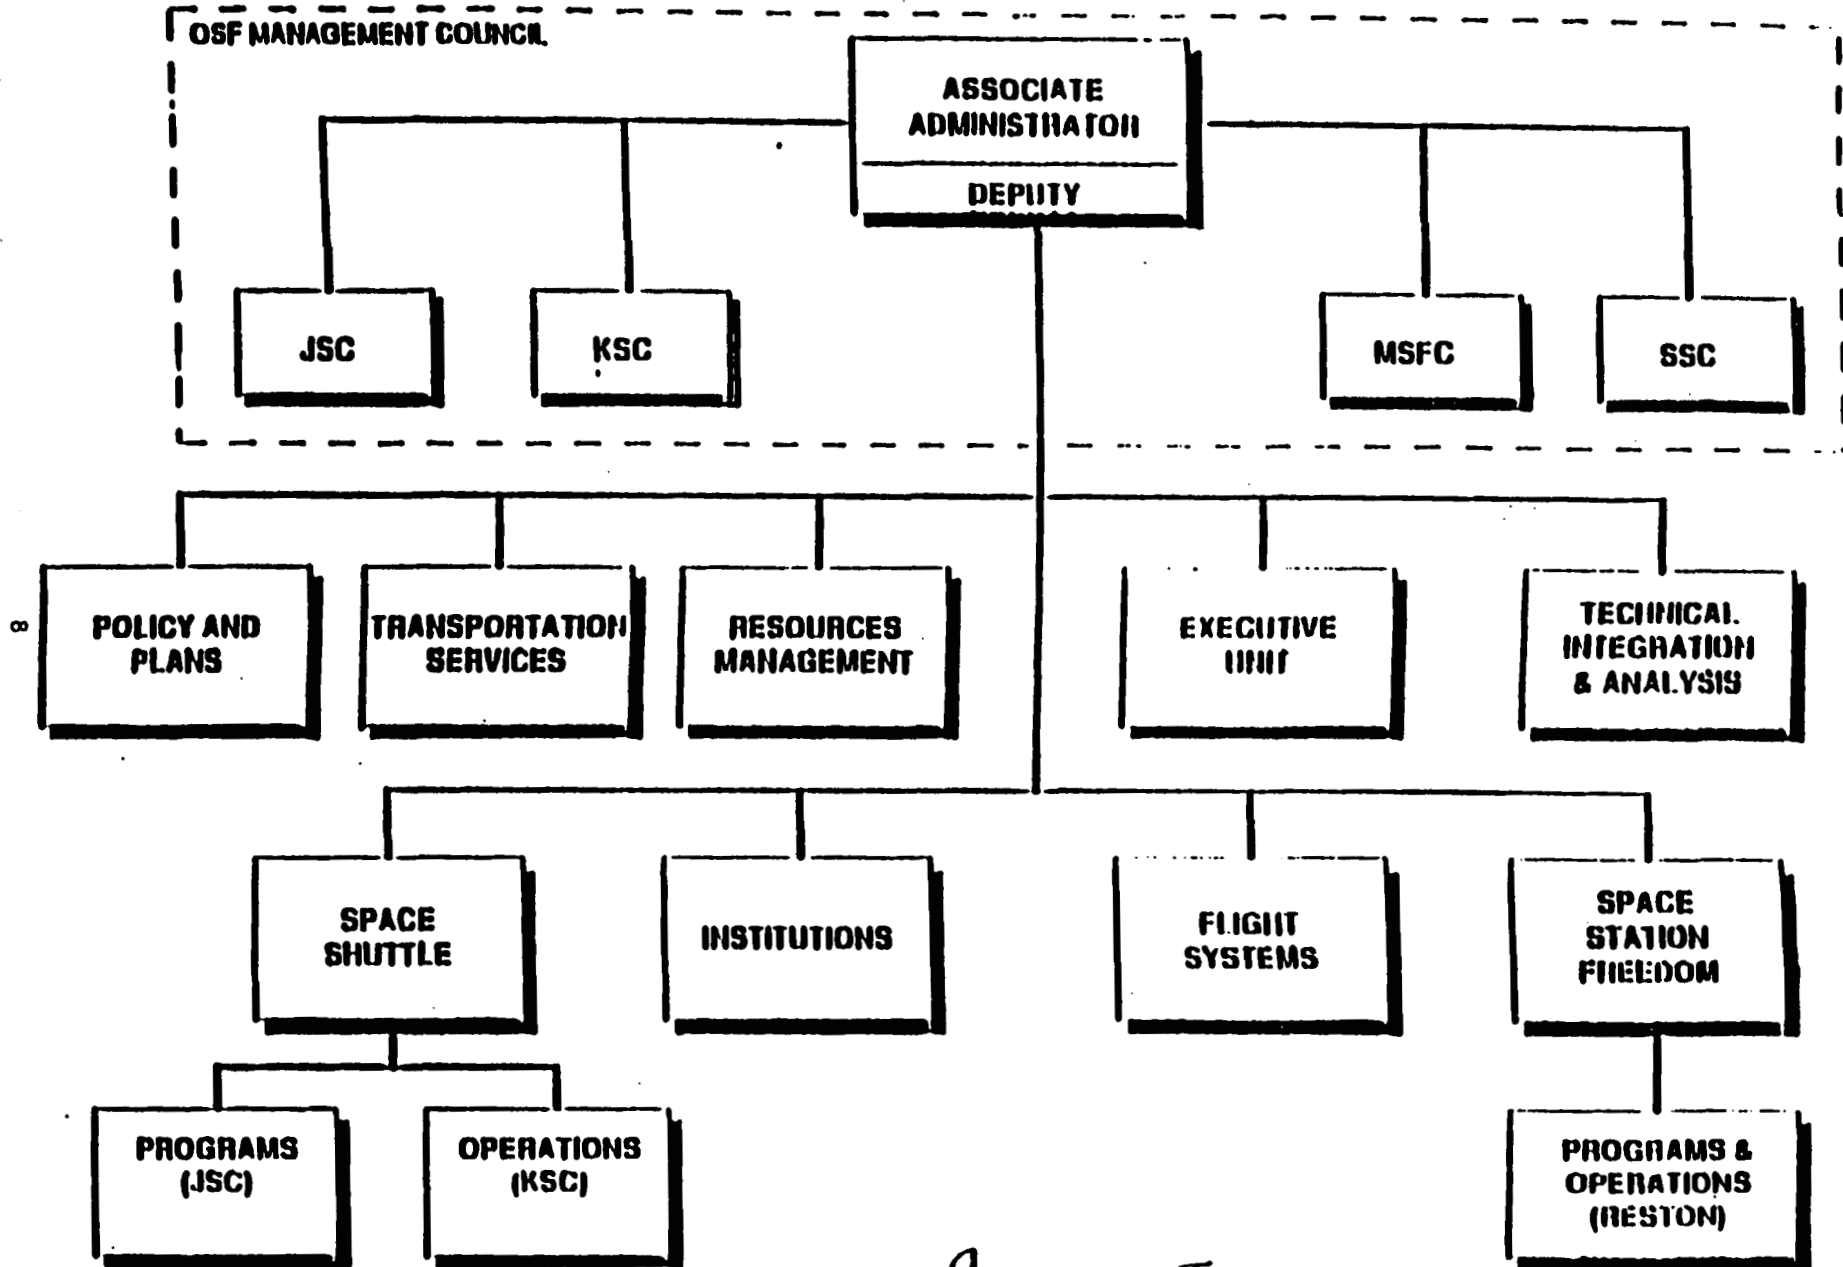 OSF MANAGEMENT COUNCIL
ASSOCIATE
ADMINISTRATOR
DEPUTY
JSC
KSC
MSFC
SSC
POLICY AND
PLANS
TRANSPORTATION
SERVICES
RESOURCES
MANAGEMENT
EXECUTIVE
UNIT
TECHNICAL
INTEGRATION
& ANALYSIS
8
SPACE
SHUTTLE
INSTITUTIONS
FLIGHT
SYSTEMS
SPACE
STATION
FREEDOM
PROGRAMS
(JSC)
OPERATIONS
(KSC)
PROGRAMS &
OPERATIONS
(RESTON)